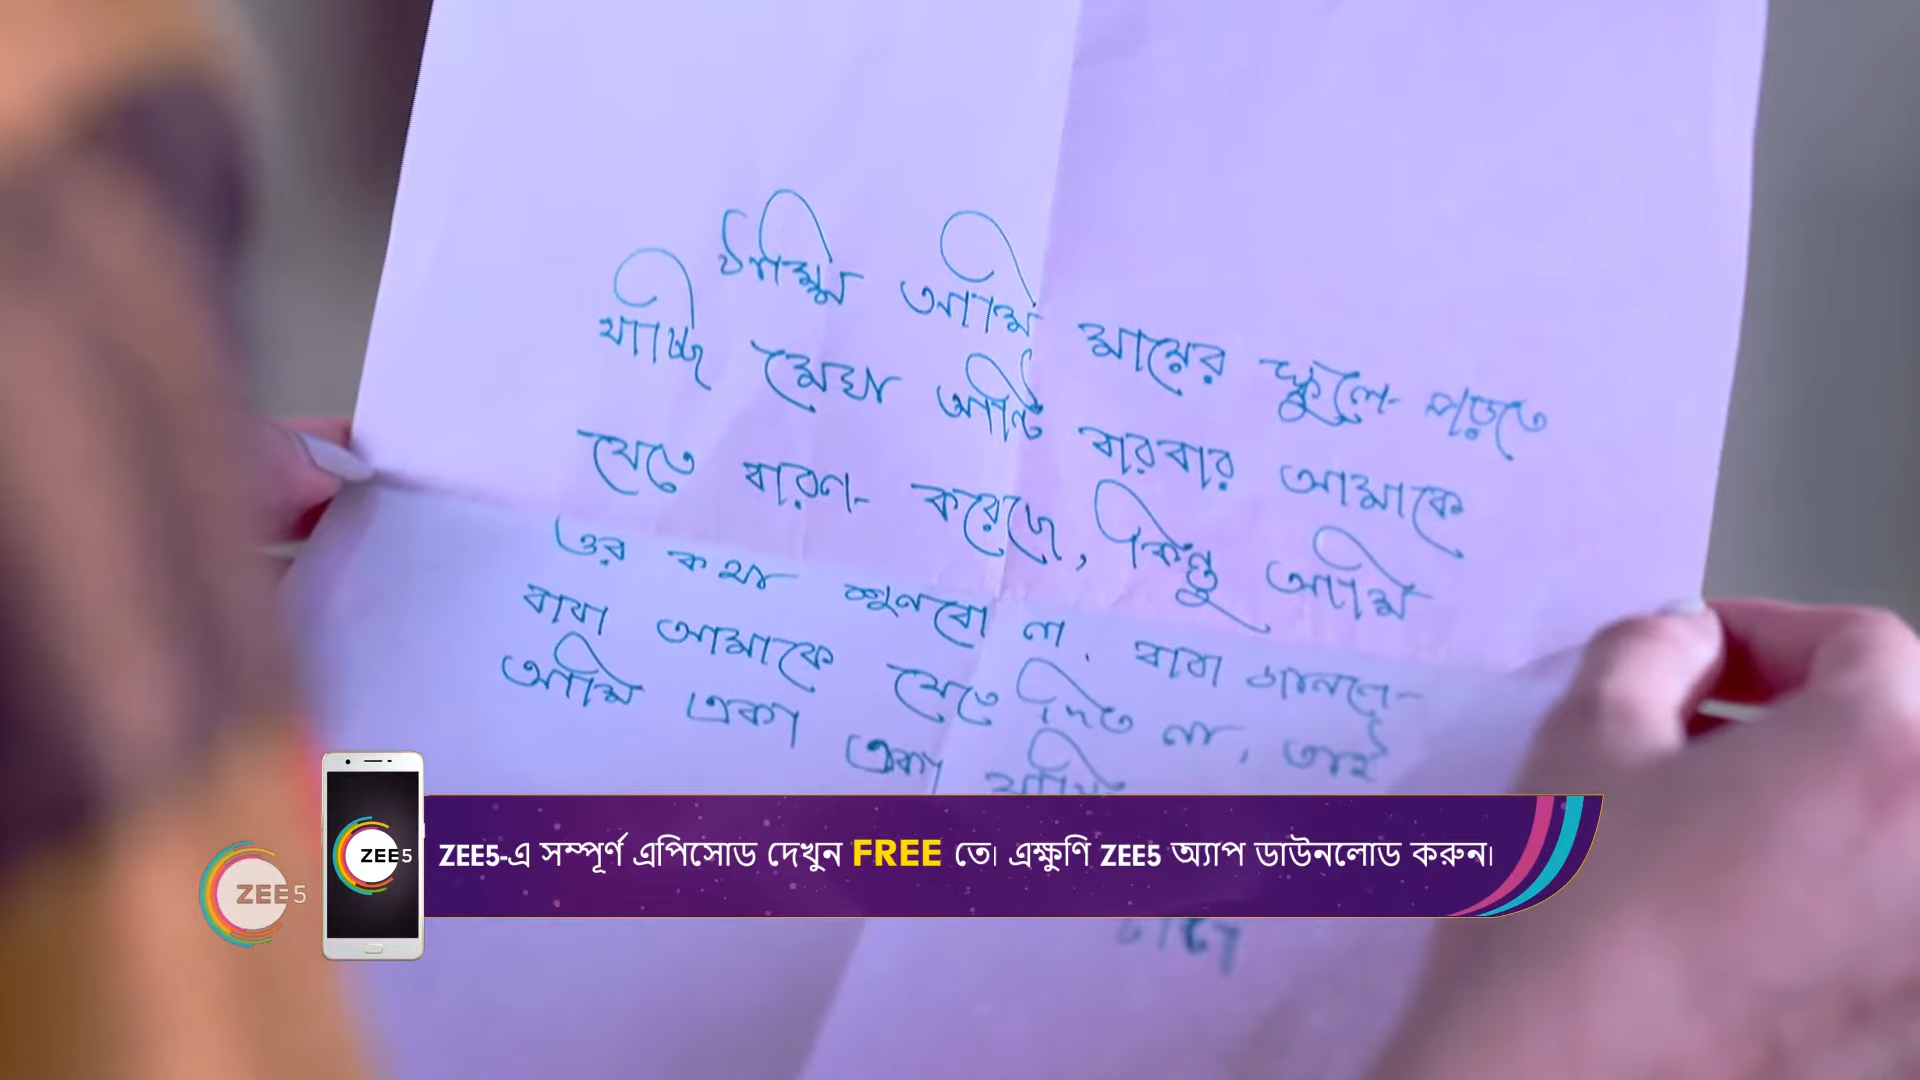 ঠাম্মি আমি মায়ের স্কুলে পড়তে
যাচ্ছি মেঘা আন্টি বারবার আমাকে
যেতে বারণ করেছে, কিন্তু আমি
ওর কথা শুনবো না. বাবা জানলে
বাবা আমাকে যেতে দিত না, তাই
আমি একা একা যাচ্ছি
ZEE5-এ সম্পূর্ণ এপিসোড দেখুন FREE তে। এক্ষুণি ZEE5 অ্যাপ ডাউনলোড করুন।
ZEE5
ZEE5